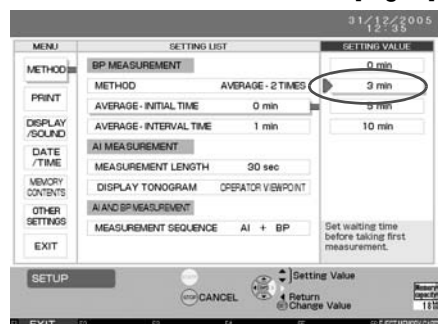 31/12/2005
12:35
MENU SETTING LIST SETTING VALUE
METHOD BP MEASUREMENT 0 min
METHOD AVERAGE - 2 TIMES 3 min
PRINT AVERAGE - INITIAL TIME 0 min 5 min
DISPLAY /SOUND AVERAGE - INTERVAL TIME 1 min 10 min
DATE /TIME AI MEASUREMENT
MEASUREMENT LENGTH 30 sec
MEMORY CONTENTS DISPLAY TONOGRAM OPERATOR VIEWPOINT
OTHER SETTINGS AI AND BP MEASUREMENT
MEASUREMENT SEQUENCE AI + BP
EXIT
Set waiting time
before taking first
measurement.
SETUP Setting Value
STOP CANCEL Return
Change Value
Memory
capacity
EXIT